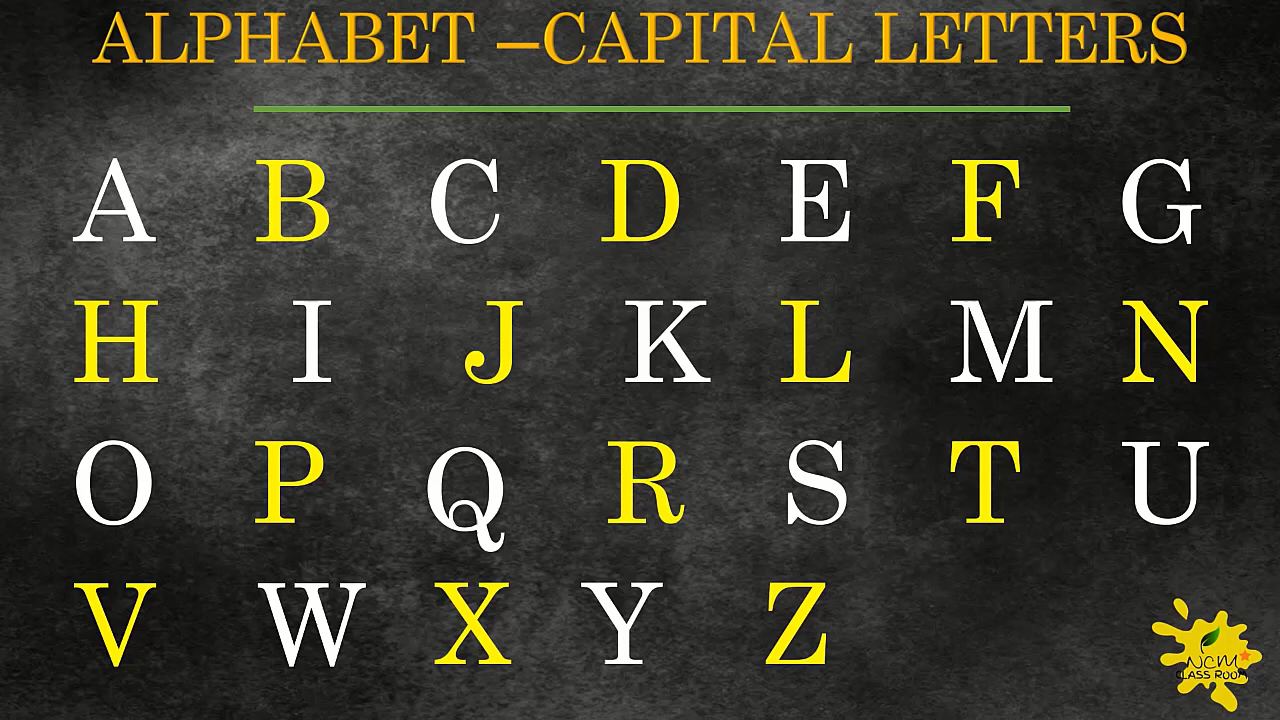 ALPHABET –CAPITAL LETTERS
A B C D E F G
H I J K L M N
O P Q R S T U
V W X Y Z
NCM
CLASS ROOM